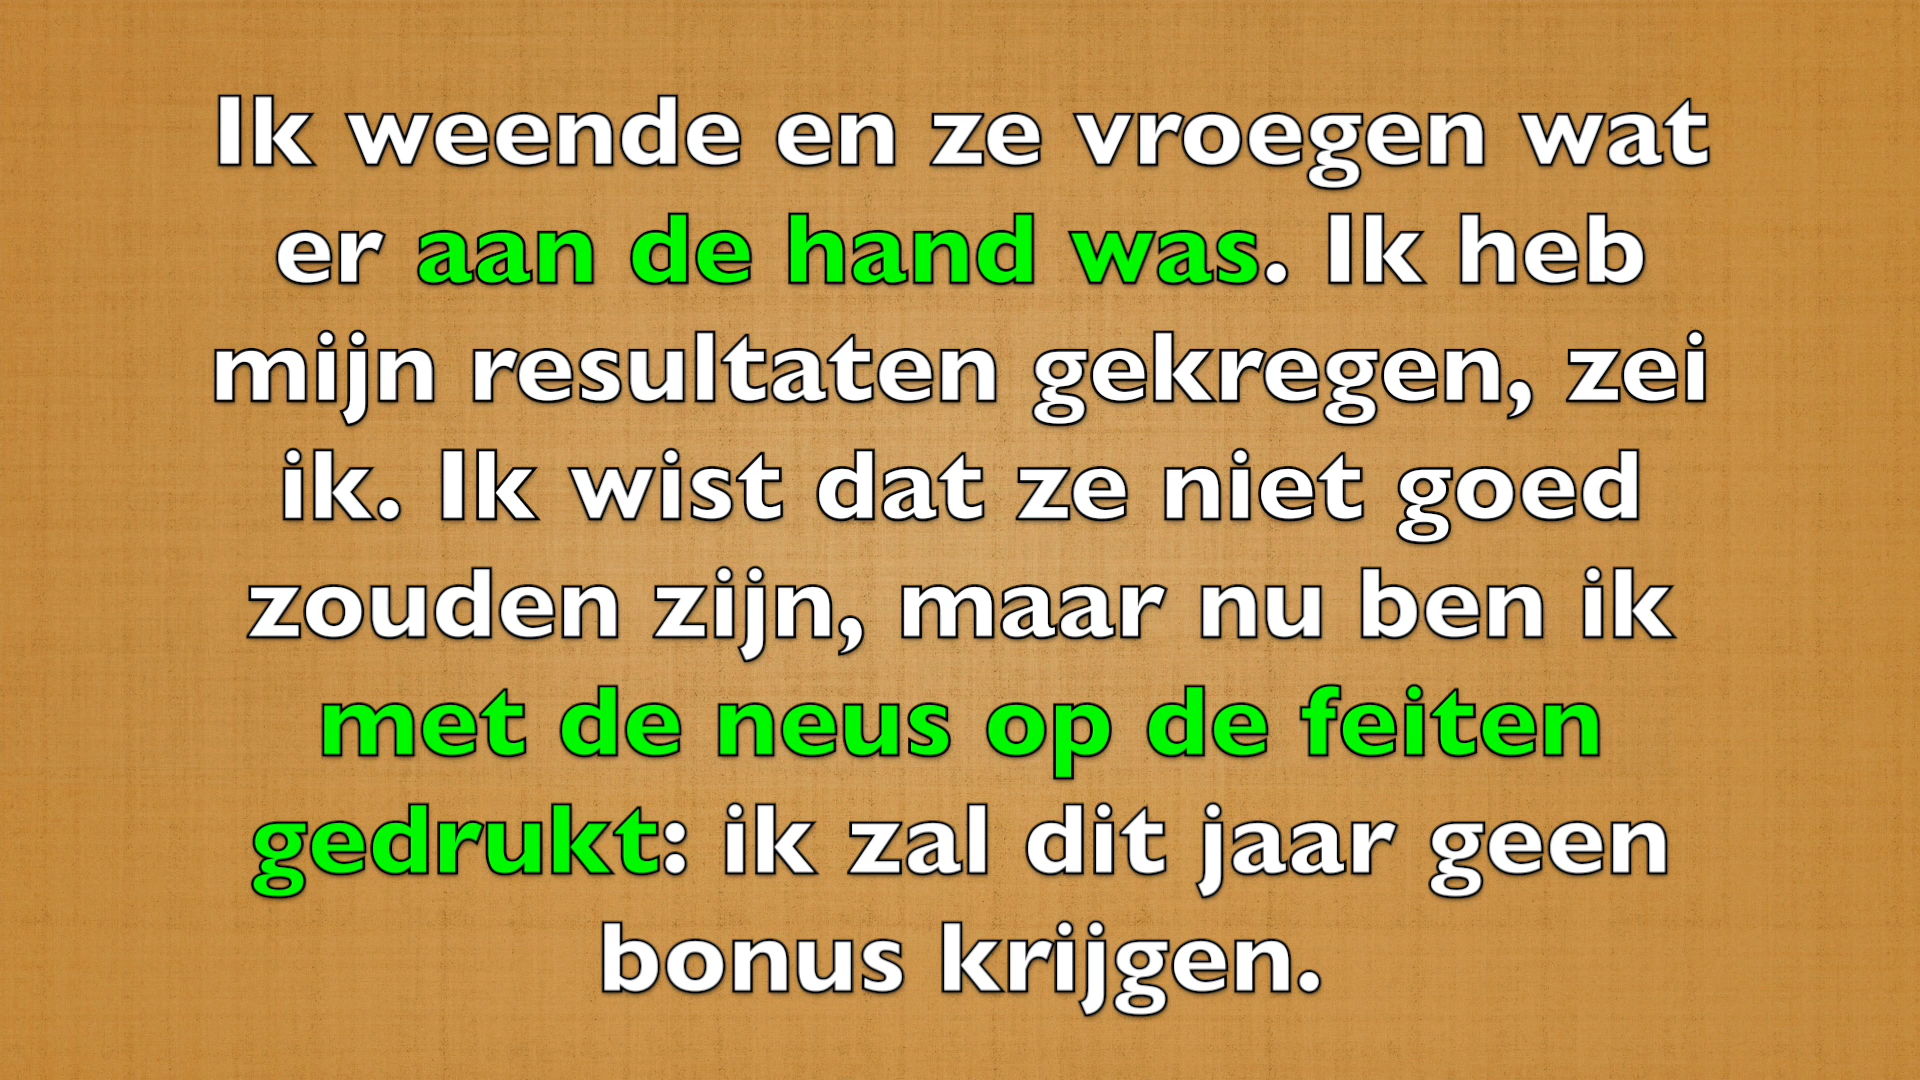 Ik weende en ze vroegen wat
er aan de hand was. Ik heb
mijn resultaten gekregen, zei
ik. Ik wist dat ze niet goed
zouden zijn, maar nu ben ik
met de neus op de feiten
gedrukt: ik zal dit jaar geen
bonus krijgen.